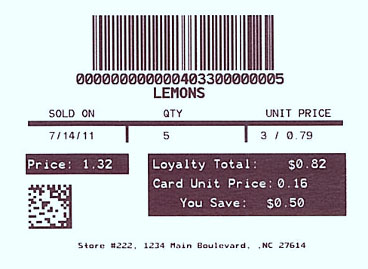 00000000000040330000000005
LEMONS
SOLD ON QTY UNIT PRICE
7/14/11 5 3 / 0.79
Price: 1.32 Loyalty Total: $0.82
Card Unit Price: 0.16
You Save: $0.50
Store #222, 1234 Main Boulevard, ,NC 27614